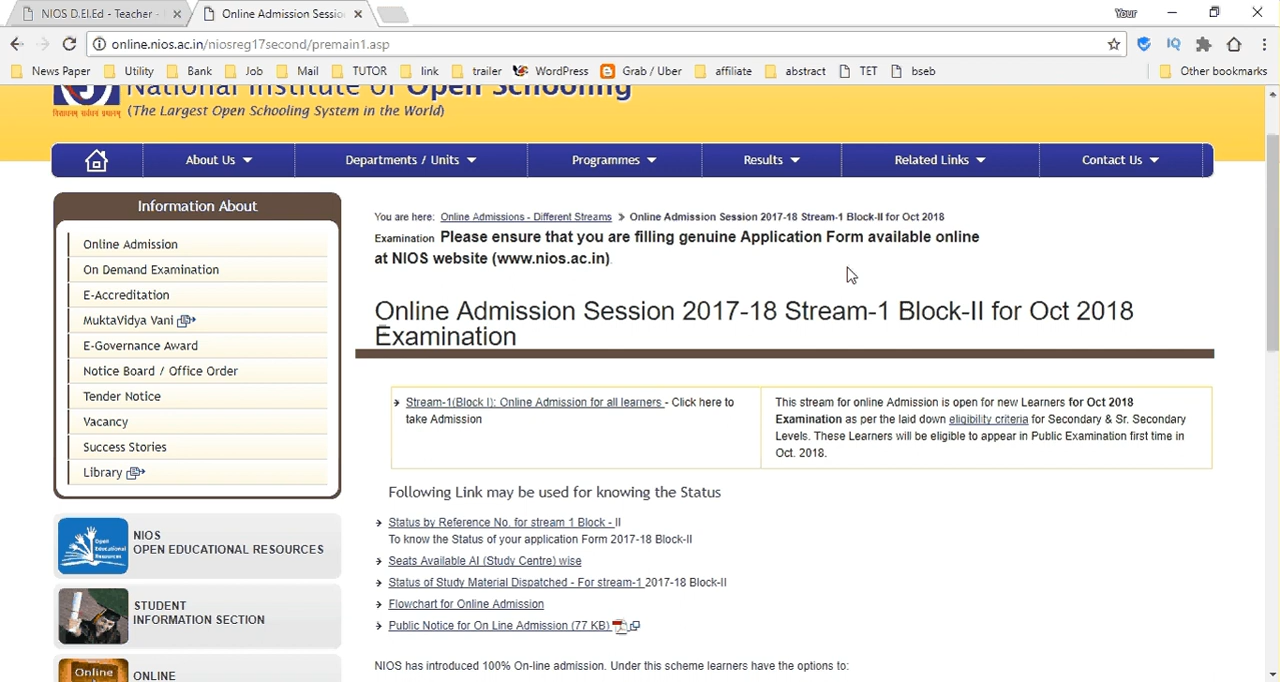 NIOS D.El.Ed - Teacher -
Online Admission Sessio
Your
online.nios.ac.in/niosreg17second/premain1.asp
IQ
News Paper
Utility
Bank
Job
Mail
TUTOR
link
trailer
WordPress
Grab / Uber
affiliate
abstract
TET
bseb
Other bookmarks
National Institute of Open Schooling
(The Largest Open Schooling System in the World)
About Us
Departments / Units
Programmes
Results
Related Links
Contact Us
Information About
Online Admission
On Demand Examination
E-Accreditation
MuktaVidya Vani
E-Governance Award
Notice Board / Office Order
Tender Notice
Vacancy
Success Stories
Library
Open
Educational
Resources
NIOS
OPEN EDUCATIONAL RESOURCES
STUDENT
INFORMATION SECTION
Online
ONLINE
You are here: Online Admissions - Different Streams Online Admission Session 2017-18 Stream-1 Block-II for Oct 2018
Examination Please ensure that you are filling genuine Application Form available online
at NIOS website (www.nios.ac.in).
Online Admission Session 2017-18 Stream-1 Block-II for Oct 2018
Examination
Stream-1(Block I): Online Admission for all learners - Click here to
take Admission
This stream for online Admission is open for new Learners for Oct 2018
Examination as per the laid down eligibility criteria for Secondary & Sr. Secondary
Levels. These Learners will be eligible to appear in Public Examination first time in
Oct. 2018.
Following Link may be used for knowing the Status
Status by Reference No. for stream 1 Block - II
To know the Status of your application Form 2017-18 Block-II
Seats Available AI (Study Centre) wise
Status of Study Material Dispatched - For stream-1 2017-18 Block-II
Flowchart for Online Admission
Public Notice for On Line Admission (77 KB)
NIOS has introduced 100% On-line admission. Under this scheme learners have the options to: